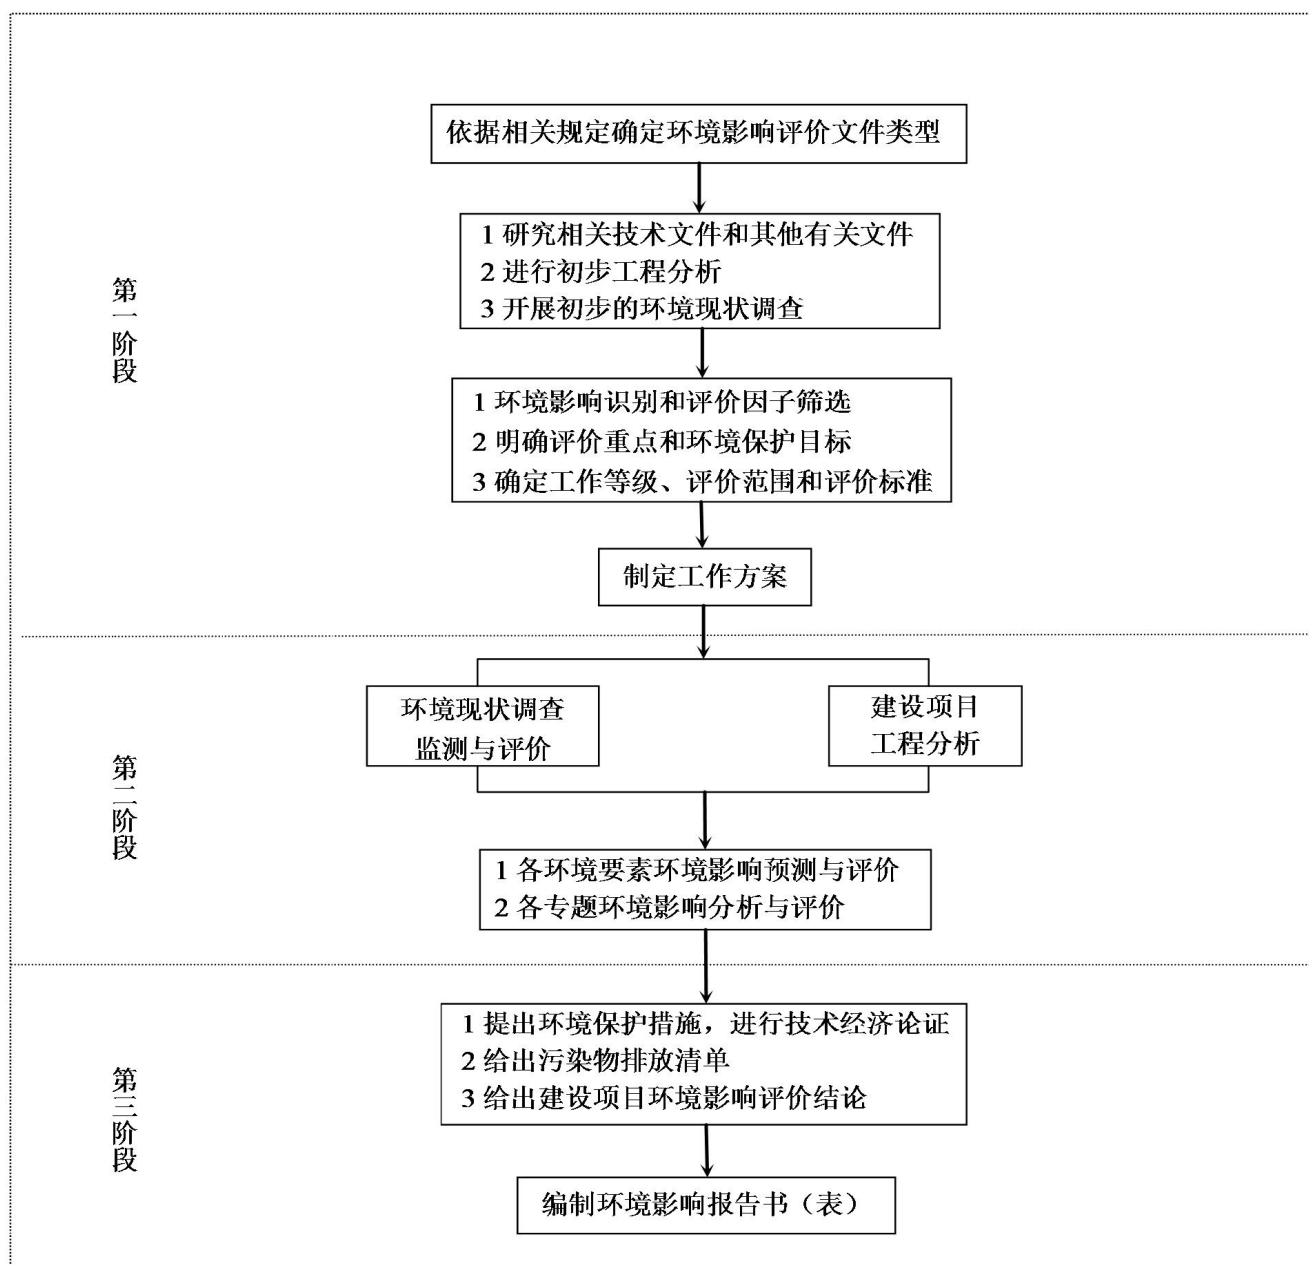 依据相关规定确定环境影响评价文件类型
1 研究相关技术文件和其他有关文件
2 进行初步工程分析
3 开展初步的环境现状调查
第一阶段
1 环境影响识别和评价因子筛选
2 明确评价重点和环境保护目标
3 确定工作等级、评价范围和评价标准
制定工作方案
环境现状调查
监测与评价
建设项目
工程分析
第二阶段
1 各环境要素环境影响预测与评价
2 各专题环境影响分析与评价
1 提出环境保护措施，进行技术经济论证
2 给出污染物排放清单
3 给出建设项目环境影响评价结论
第三阶段
编制环境影响报告书（表）